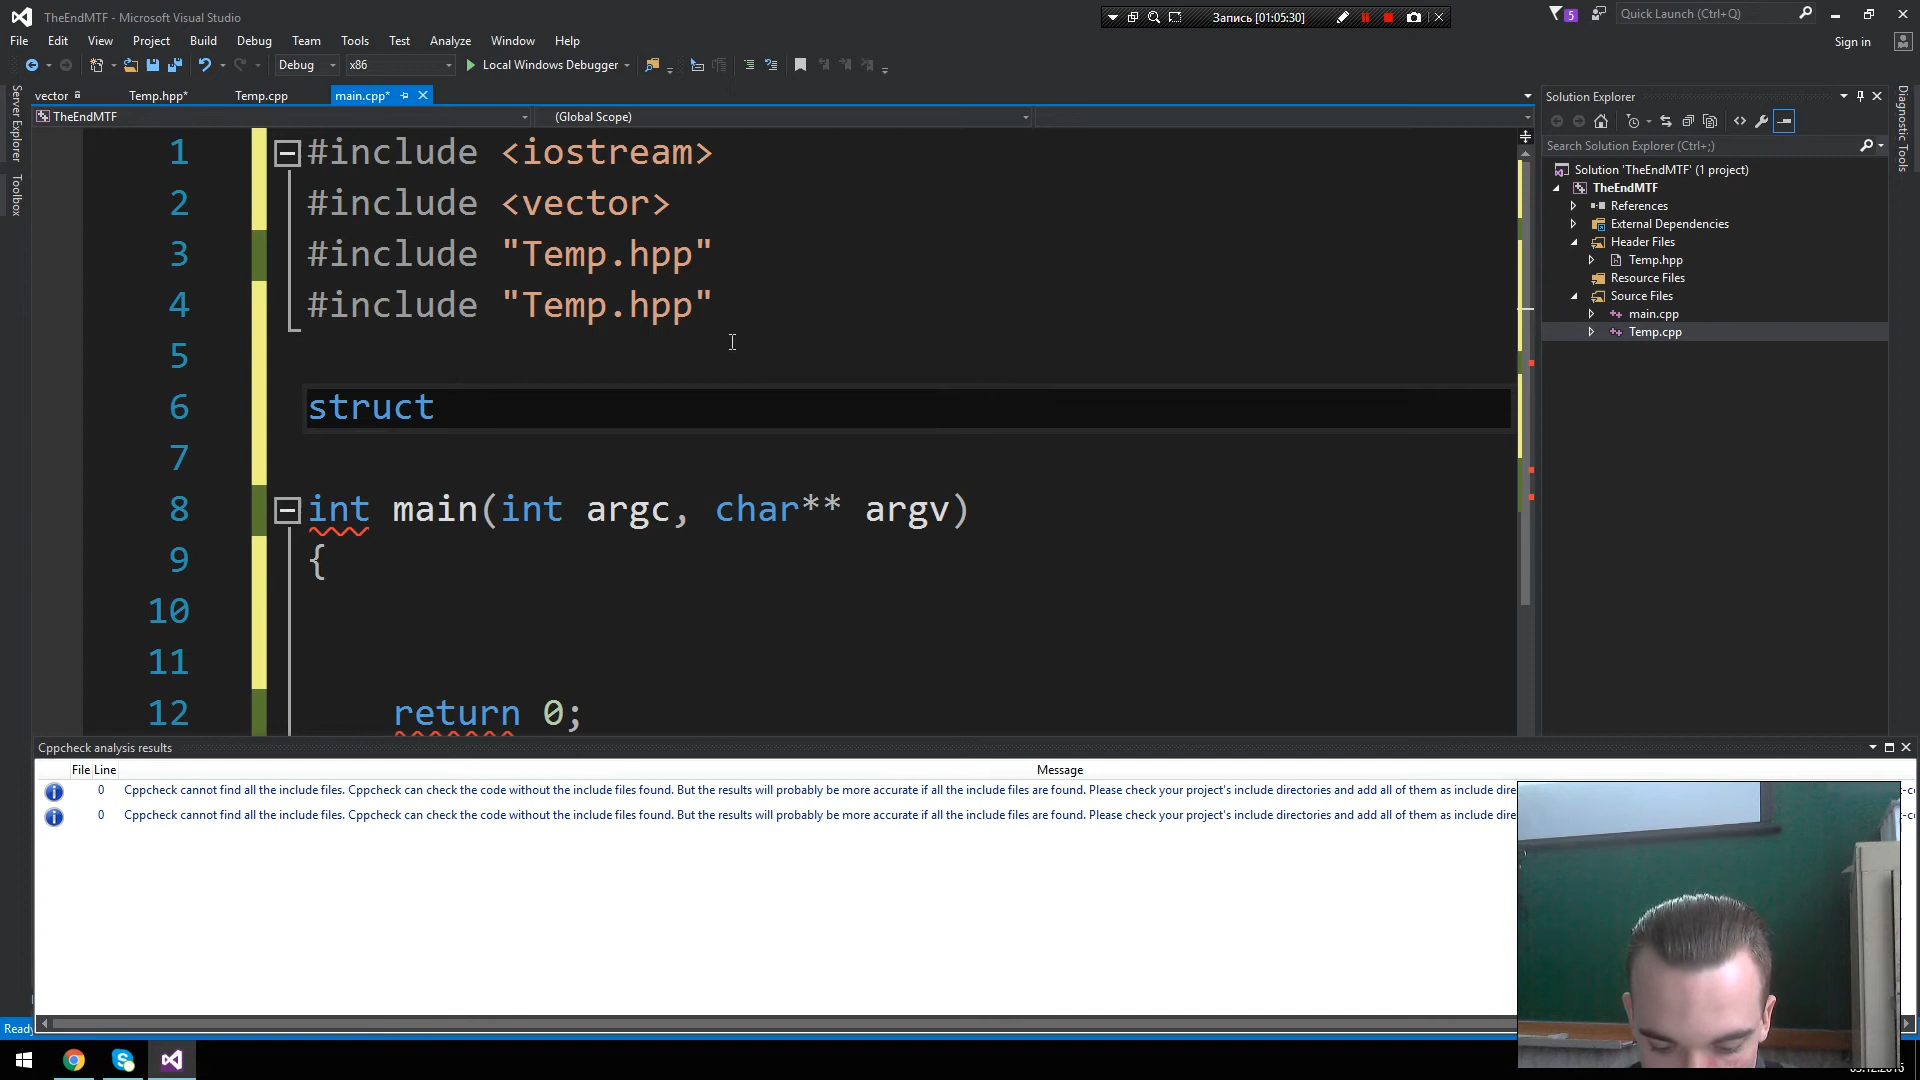 TheEndMTF - Microsoft Visual Studio
Запись [01:05:30]
5
Quick Launch (Ctrl+Q)
File Edit View Project Build Debug Team Tools Test Analyze Window Help
Sign in
Debug x86 Local Windows Debugger
vector Temp.hpp* Temp.cpp main.cpp*
TheEndMTF (Global Scope)
Server Explorer
Toolbox
1 #include <iostream>
2 #include <vector>
3 #include "Temp.hpp"
4 #include "Temp.hpp"
5
6 struct
7
8 int main(int argc, char** argv)
9 {
10
11
12 return 0;
Solution Explorer
Search Solution Explorer (Ctrl+;)
Solution 'TheEndMTF' (1 project)
TheEndMTF
References
External Dependencies
Header Files
Temp.hpp
Resource Files
Source Files
main.cpp
Temp.cpp
Diagnostic Tools
Cppcheck analysis results
File Line Message
0 Cppcheck cannot find all the include files. Cppcheck can check the code without the include files found. But the results will probably be more accurate if all the include files are found. Please check your project's include directories and add all of them as include dire
0 Cppcheck cannot find all the include files. Cppcheck can check the code without the include files found. But the results will probably be more accurate if all the include files are found. Please check your project's include directories and add all of them as include dire
Ready